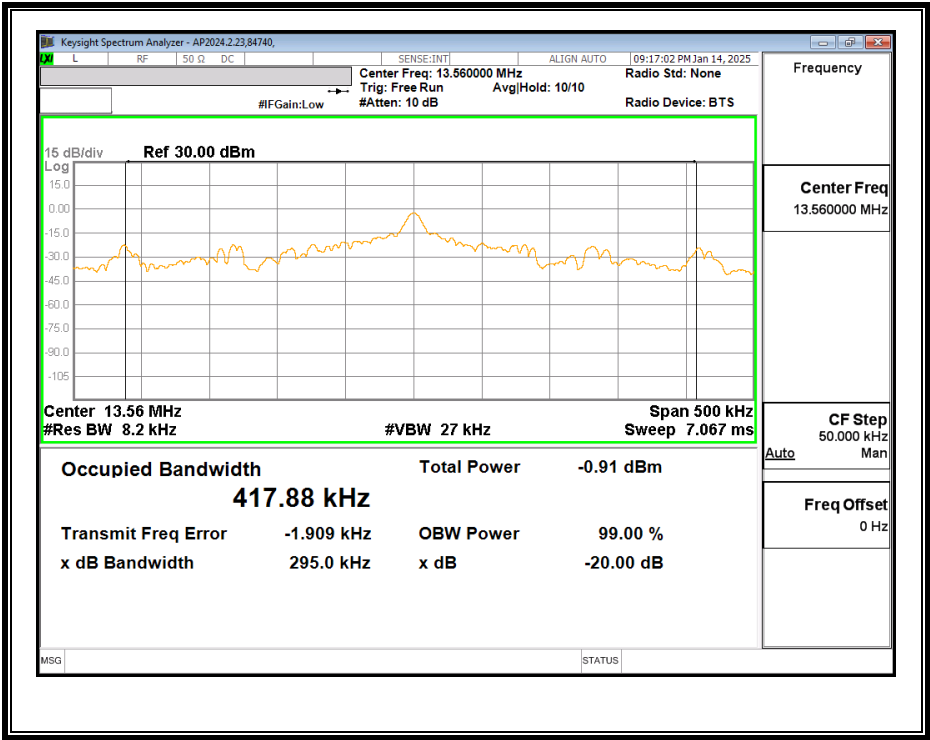 Keysight Spectrum Analyzer - AP2024.2.23,84740,
LXI L RF 50 Ω DC SENSE:INT ALIGN AUTO 09:17:02 PM Jan 14, 2025
Center Freq: 13.560000 MHz Radio Std: None
Trig: Free Run Avg|Hold: 10/10
#IFGain:Low #Atten: 10 dB Radio Device: BTS
15 dB/div Ref 30.00 dBm
Log
15.0
0.00
-15.0
-30.0
-45.0
-60.0
-75.0
-90.0
-105
Center 13.56 MHz Span 500 kHz
#Res BW 8.2 kHz #VBW 27 kHz Sweep 7.067 ms
Occupied Bandwidth Total Power -0.91 dBm
417.88 kHz
Transmit Freq Error -1.909 kHz OBW Power 99.00 %
x dB Bandwidth 295.0 kHz x dB -20.00 dB
Frequency
Center Freq
13.560000 MHz
CF Step
50.000 kHz
Auto Man
Freq Offset
0 Hz
MSG STATUS